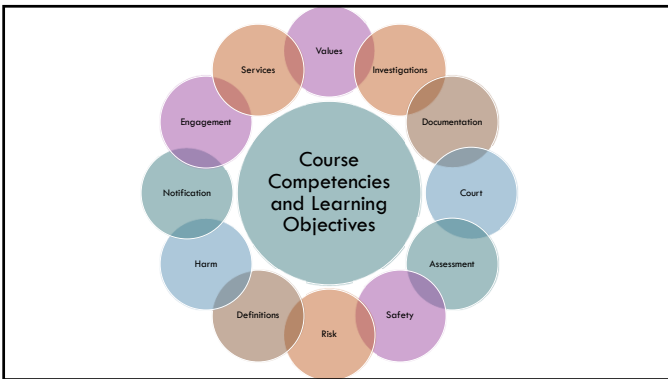 Values
Investigations
Documentation
Court
Assessment
Safety
Risk
Definitions
Harm
Notification
Engagement
Services
Course
Competencies
and Learning
Objectives